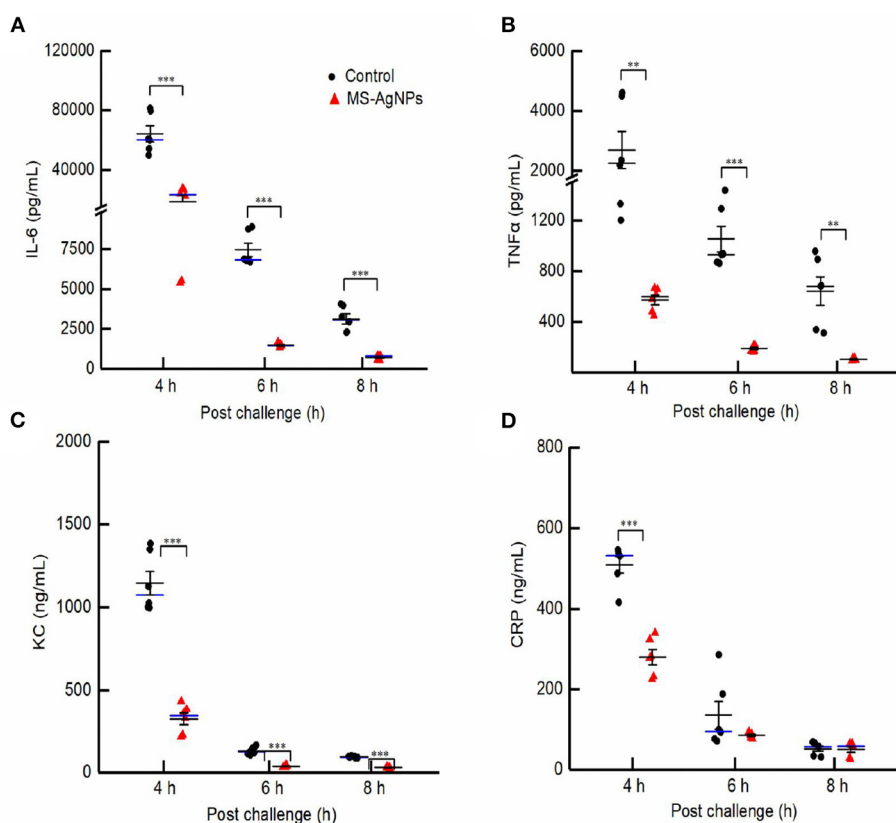 A
IL-6 (pg/mL)
120000
80000
40000
7500
5000
2500
0
***
***
***
Control
MS-AgNPs
4 h
6 h
8 h
Post challenge (h)
B
TNFα (pg/mL)
6000
4000
2000
1200
800
400
**
***
**
4 h
6 h
8 h
Post challenge (h)
C
KC (ng/mL)
2000
1500
1000
500
0
***
***
***
4 h
6 h
8 h
Post challenge (h)
D
CRP (ng/mL)
800
600
400
200
0
***
4 h
6 h
8 h
Post challenge (h)